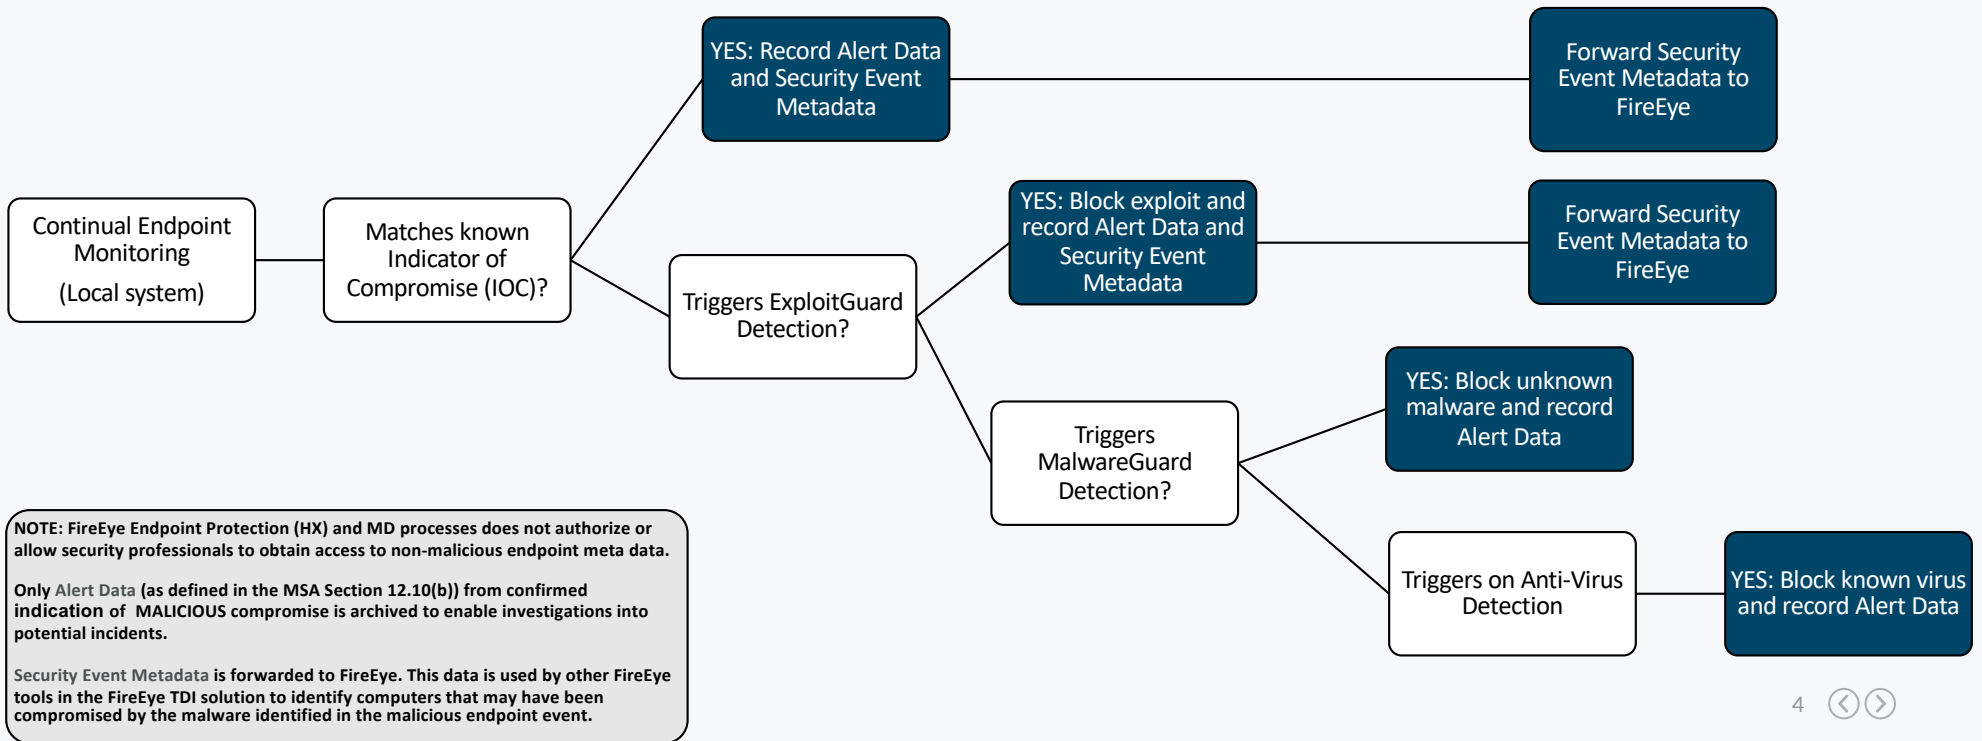 YES: Record Alert Data
and Security Event
Metadata
Forward Security
Event Metadata to
FireEye
Continual Endpoint
Monitoring
(Local system)
Matches known
Indicator of
Compromise (IOC)?
Triggers ExploitGuard
Detection?
YES: Block exploit and
record Alert Data and
Security Event
Metadata
Forward Security
Event Metadata to
FireEye
Triggers
MalwareGuard
Detection?
YES: Block unknown
malware and record
Alert Data
Triggers on Anti-Virus
Detection
YES: Block known virus
and record Alert Data
NOTE: FireEye Endpoint Protection (HX) and MD processes does not authorize or
allow security professionals to obtain access to non-malicious endpoint meta data.
Only Alert Data (as defined in the MSA Section 12.10(b)) from confirmed
indication of MALICIOUS compromise is archived to enable investigations into
potential incidents.
Security Event Metadata is forwarded to FireEye. This data is used by other FireEye
tools in the FireEye TDI solution to identify computers that may have been
compromised by the malware identified in the malicious endpoint event.
4